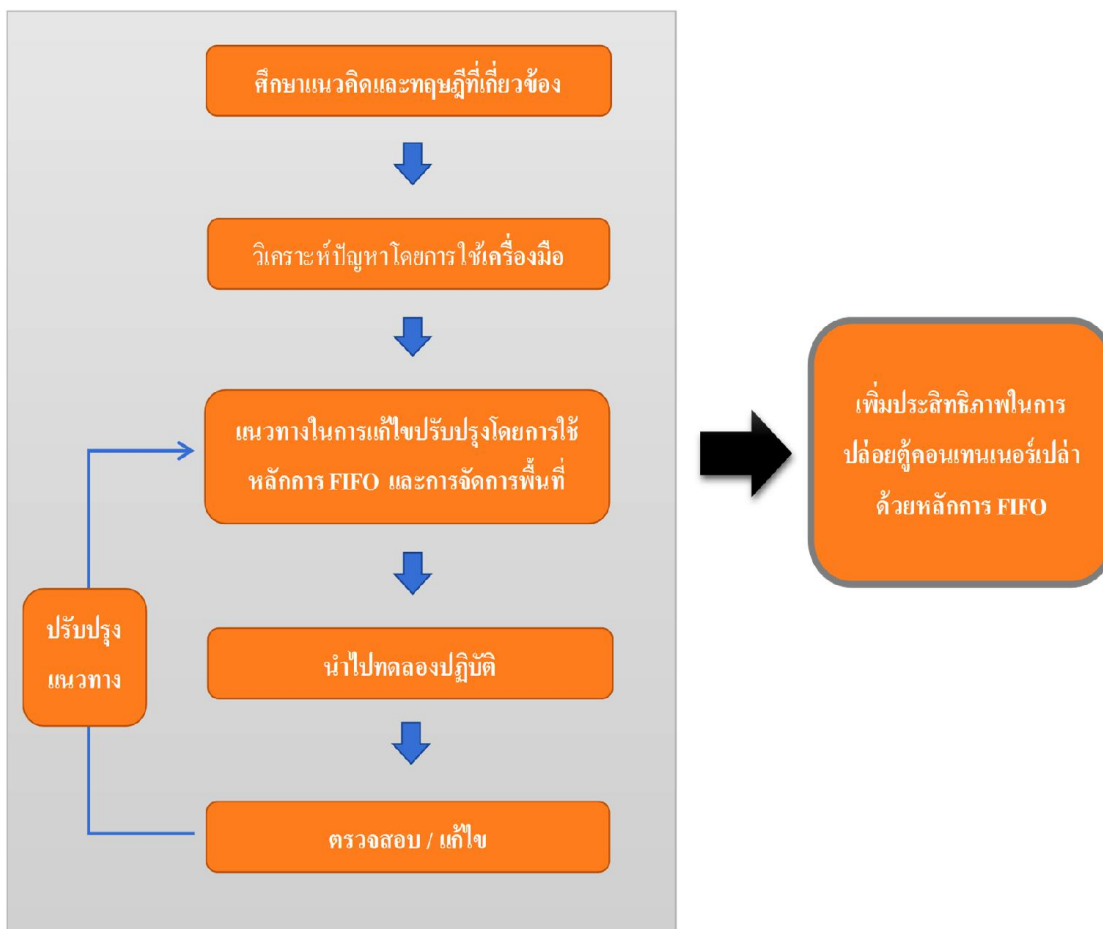 ศึกษาแนวคิดและทฤษฎีที่เกี่ยวข้อง
วิเคราะห์ปัญหาโดยการใช้เครื่องมือ
แนวทางในการแก้ไขปรับปรุงโดยการใช้
หลักการ FIFO และการจัดการพื้นที่
นำไปทดลองปฏิบัติ
ตรวจสอบ / แก้ไข
ปรับปรุง
แนวทาง
เพิ่มประสิทธิภาพในการ
ปล่อยตู้คอนเทนเนอร์เปล่า
ด้วยหลักการ FIFO